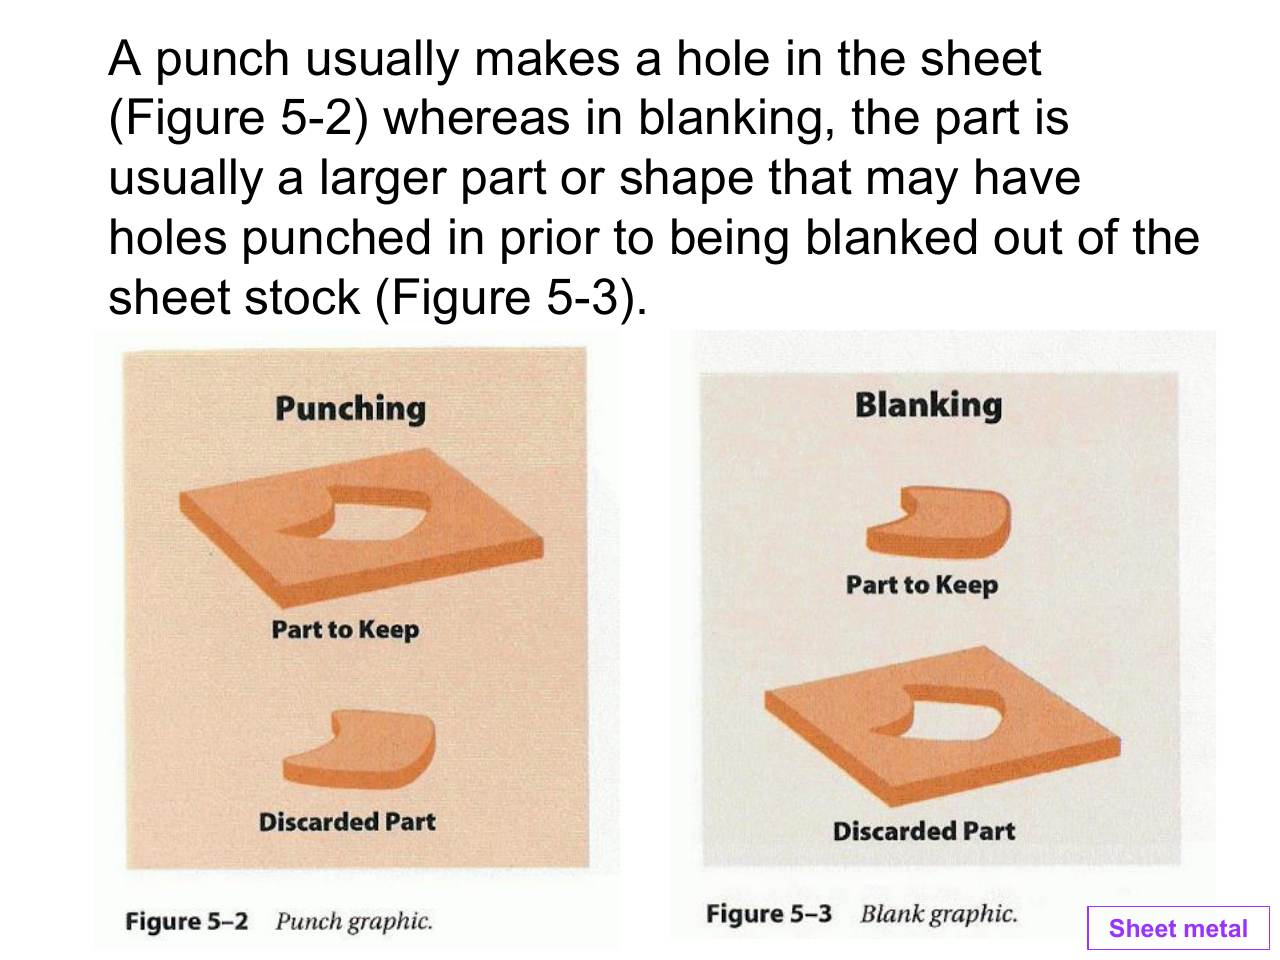 A punch usually makes a hole in the sheet
(Figure 5-2) whereas in blanking, the part is
usually a larger part or shape that may have
holes punched in prior to being blanked out of the
sheet stock (Figure 5-3).
Punching
Part to Keep
Discarded Part
Figure 5–2 Punch graphic.
Blanking
Part to Keep
Discarded Part
Figure 5–3 Blank graphic.
Sheet metal